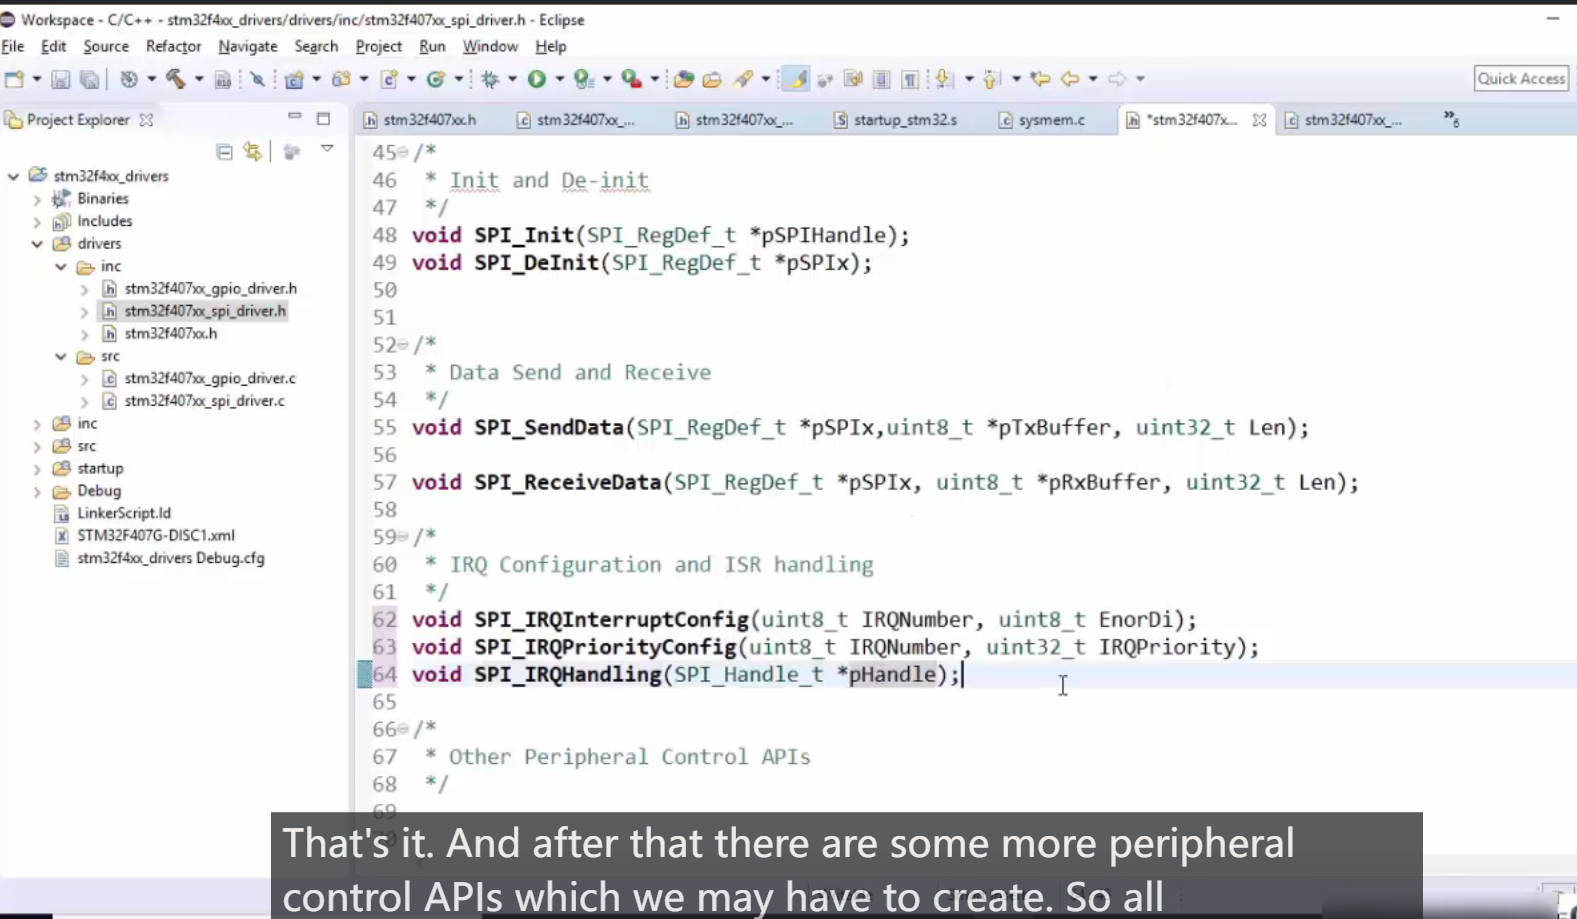 Workspace - C/C++ - stm32f4xx_drivers/drivers/inc/stm32f407xx_spi_driver.h - Eclipse
File Edit Source Refactor Navigate Search Project Run Window Help
Quick Access
Project Explorer
stm32f407xx.h stm32f407xx_... stm32f407xx_... startup_stm32.s sysmem.c *stm32f407x... stm32f407xx_... »6
stm32f4xx_drivers
Binaries
Includes
drivers
inc
stm32f407xx_gpio_driver.h
stm32f407xx_spi_driver.h
stm32f407xx.h
src
stm32f407xx_gpio_driver.c
stm32f407xx_spi_driver.c
inc
src
startup
Debug
LinkerScript.ld
STM32F407G-DISC1.xml
stm32f4xx_drivers Debug.cfg
45 /*
46 * Init and De-init
47 */
48 void SPI_Init(SPI_RegDef_t *pSPIHandle);
49 void SPI_DeInit(SPI_RegDef_t *pSPIx);
50
51
52 /*
53 * Data Send and Receive
54 */
55 void SPI_SendData(SPI_RegDef_t *pSPIx,uint8_t *pTxBuffer, uint32_t Len);
56
57 void SPI_ReceiveData(SPI_RegDef_t *pSPIx, uint8_t *pRxBuffer, uint32_t Len);
58
59 /*
60 * IRQ Configuration and ISR handling
61 */
62 void SPI_IRQInterruptConfig(uint8_t IRQNumber, uint8_t EnorDi);
63 void SPI_IRQPriorityConfig(uint8_t IRQNumber, uint32_t IRQPriority);
64 void SPI_IRQHandling(SPI_Handle_t *pHandle);
65
66 /*
67 * Other Peripheral Control APIs
68 */
69
That's it. And after that there are some more peripheral
control APIs which we may have to create. So all